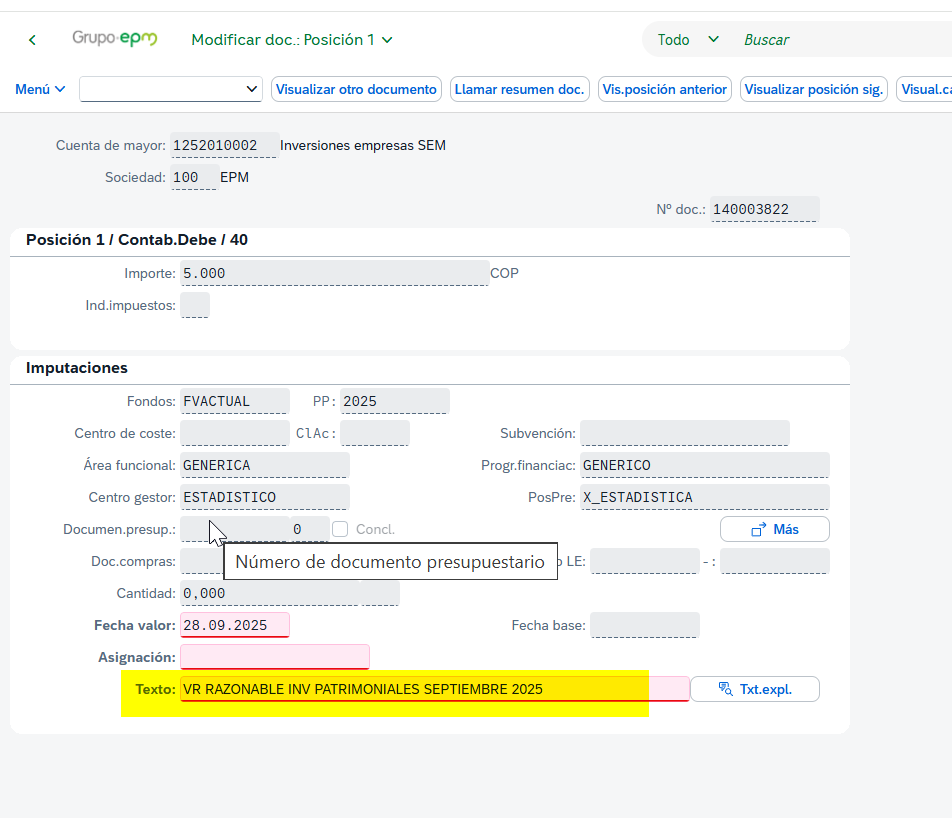 Grupo·epm Modificar doc.: Posición 1 Todo Buscar
Menú Visualizar otro documento Llamar resumen doc. Vis.posición anterior Visualizar posición sig.
Cuenta de mayor: 1252010002 Inversiones empresas SEM
Sociedad: 100 EPM
Nº doc.: 140003822
Posición 1 / Contab.Debe / 40
Importe: 5.000 COP
Ind.impuestos:
Imputaciones
Fondos: FVACTUAL PP: 2025
Centro de coste: ClAc: Subvención:
Área funcional: GENERICA Progr.financiac: GENERICO
Centro gestor: ESTADISTICO PosPre: X_ESTADISTICA
Documen.presup.: 0 Concl. Más
Doc.compras: LE: - :
Número de documento presupuestario
Cantidad: 0,000
Fecha valor: 28.09.2025 Fecha base:
Asignación:
Texto: VR RAZONABLE INV PATRIMONIALES SEPTIEMBRE 2025 Txt.expl.